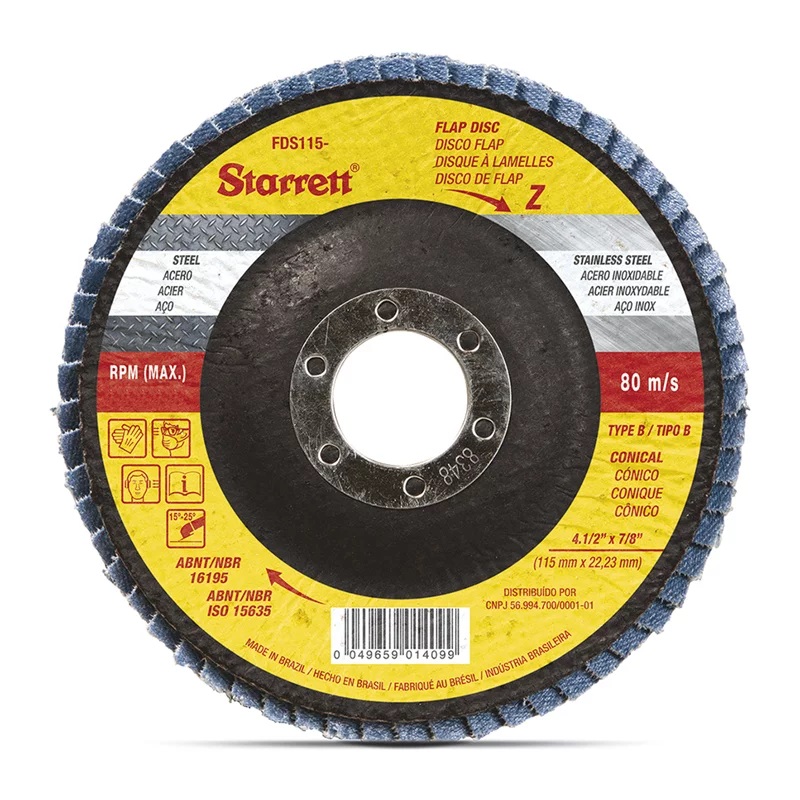 FDS115-
Starrett®
FLAP DISC
DISCO FLAP
DISQUE À LAMELLES
DISCO DE FLAP
Z
STEEL
ACERO
ACIER
AÇO
STAINLESS STEEL
ACERO INOXIDABLE
ACIER INOXYDABLE
AÇO INOX
RPM (MAX.)
80 m/s
TYPE B / TIPO B
CONICAL
CÓNICO
CONIQUE
CÔNICO
4.1/2" x 7/8"
(115 mm x 22,23 mm)
8348
15°-25°
ABNT/NBR
16195
ABNT/NBR
ISO 15635
DISTRIBUÍDO POR
CNPJ 56.994.700/0001-01
0 049659 014099
MADE IN BRAZIL / HECHO EN BRASIL / FABRIQUÉ AU BRÉSIL / INDÚSTRIA BRASILEIRA